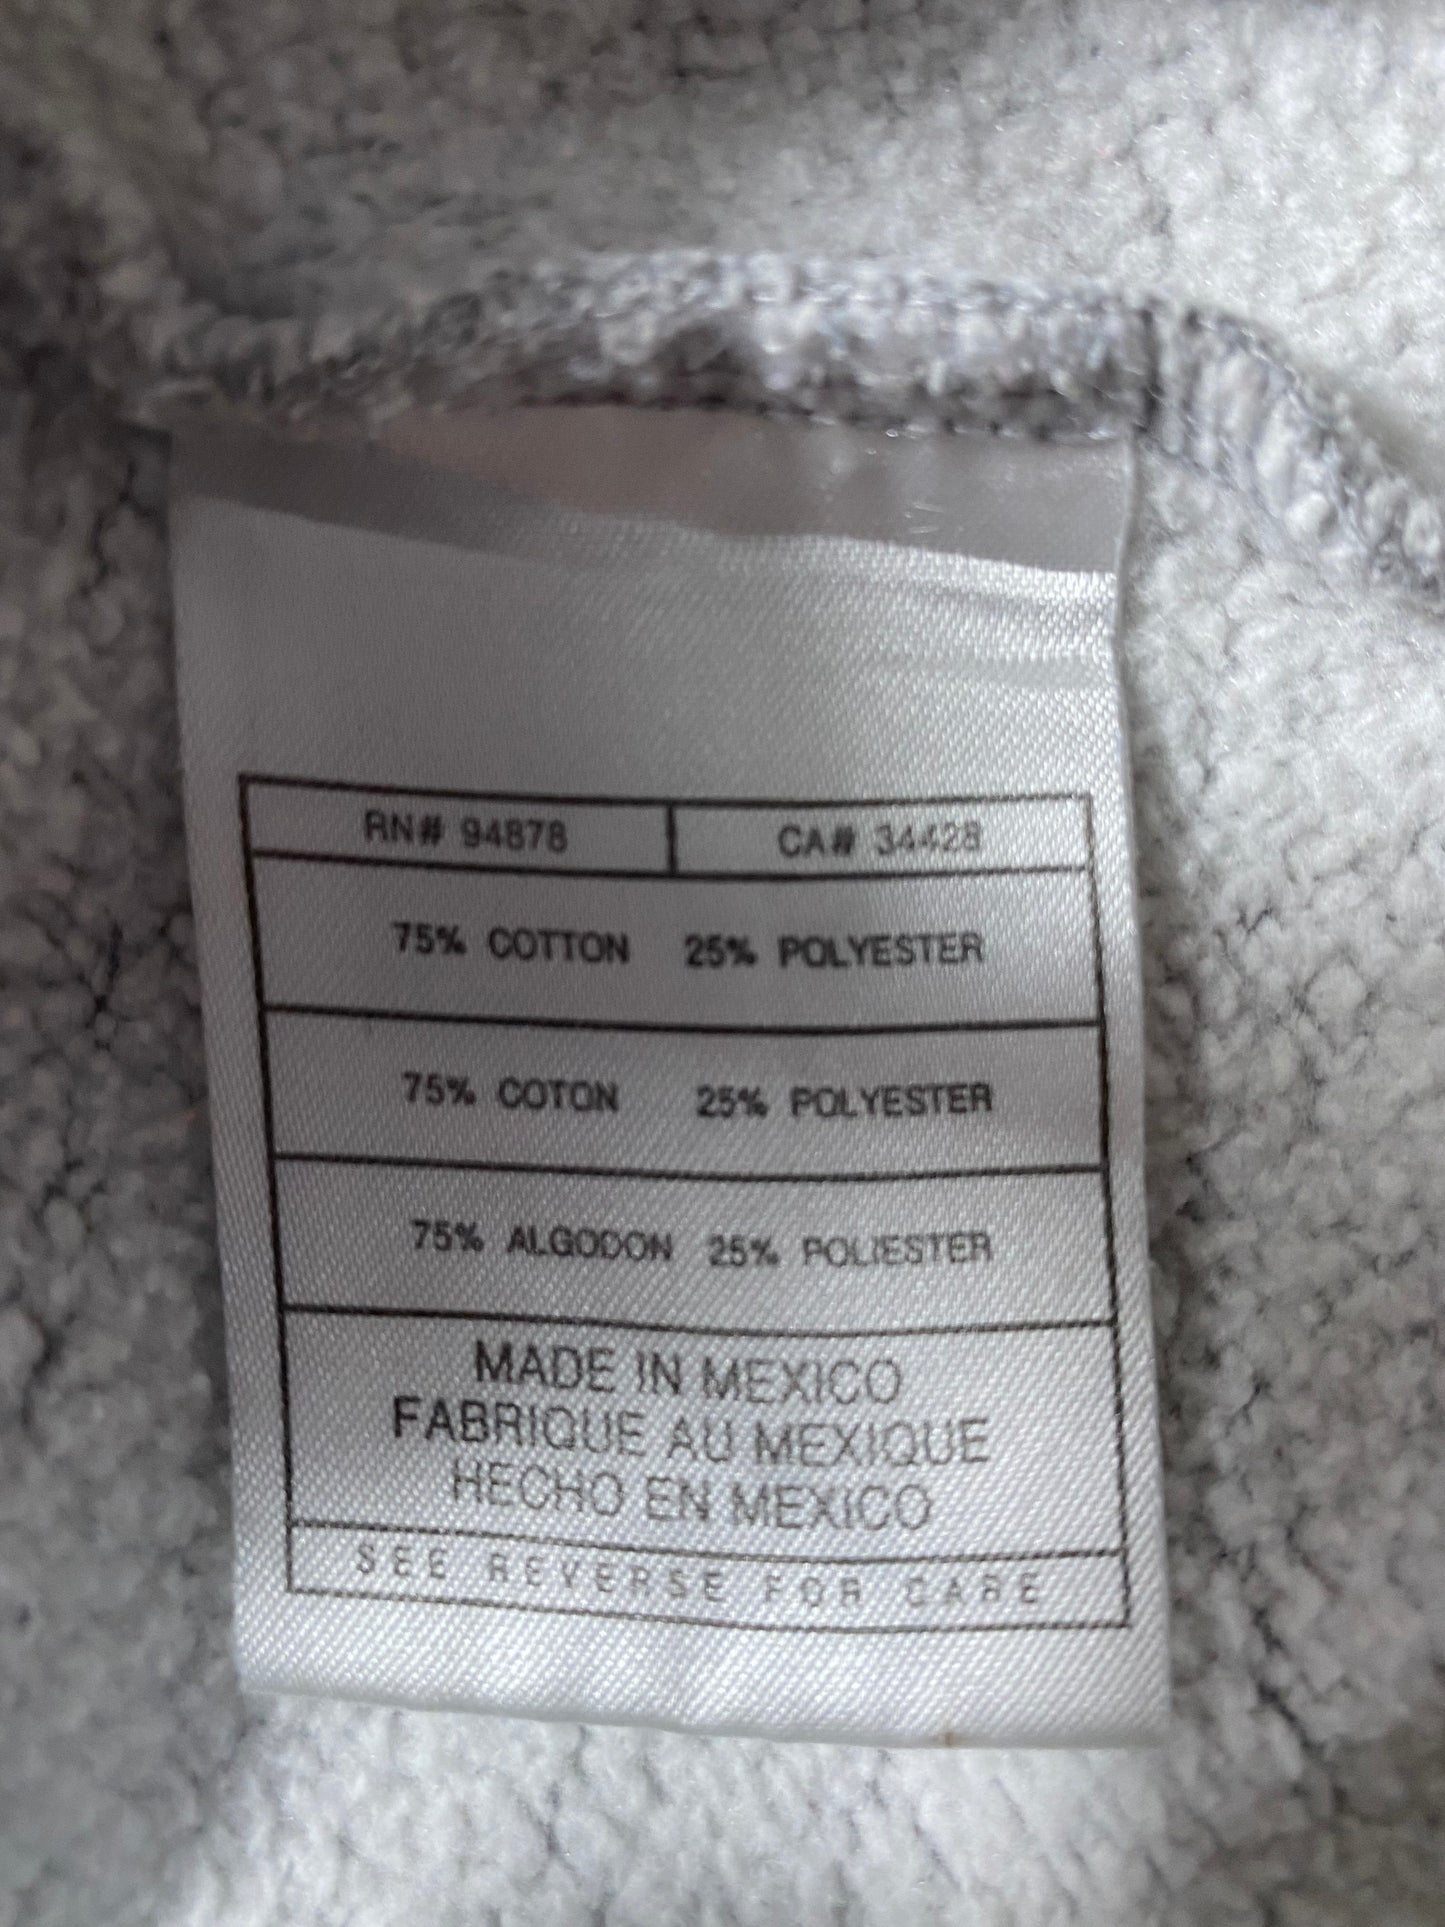 RN# 94878 CA# 34428
75% COTTON 25% POLYESTER
75% COTON 25% POLYESTER
75% ALGODON 25% POLIESTER
MADE IN MEXICO
FABRIQUE AU MEXIQUE
HECHO EN MEXICO
SEE REVERSE FOR CARE